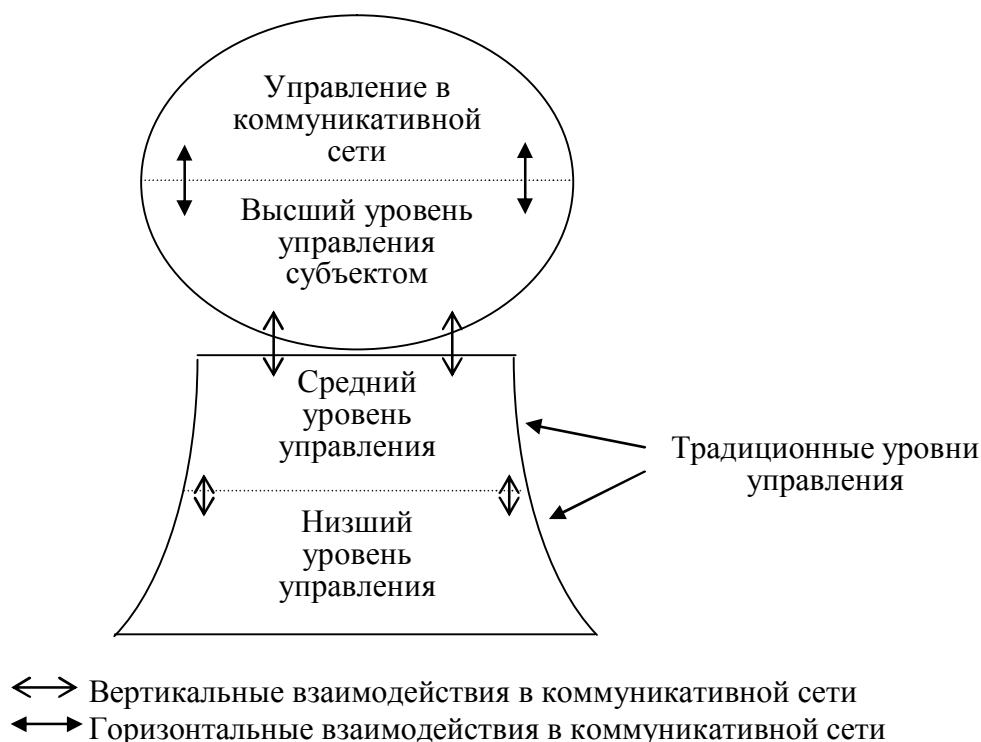 Управление в
коммуникативной
сети
Высший уровень
управления
субъектом
Средний
уровень
управления
Традиционные уровни
управления
Низший
уровень
управления
Вертикальные взаимодействия в коммуникативной сети
Горизонтальные взаимодействия в коммуникативной сети